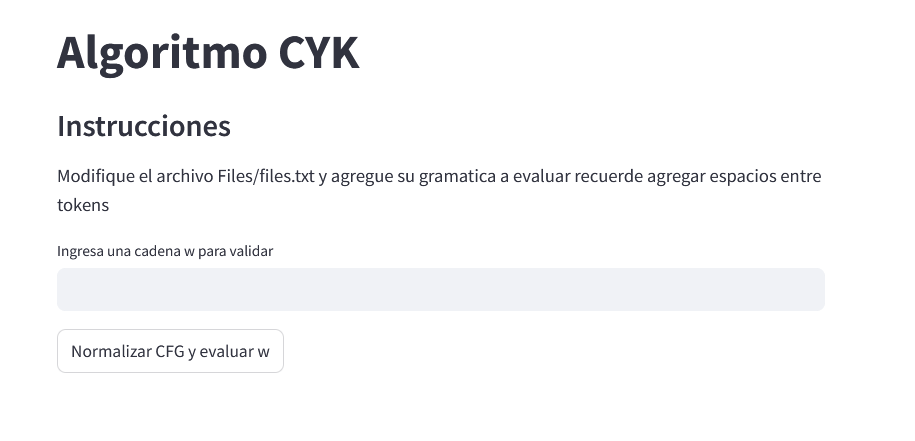 Algoritmo CYK
Instrucciones
Modifique el archivo Files/files.txt y agregue su gramatica a evaluar recuerde agregar espacios entre
tokens
Ingresa una cadena w para validar
Normalizar CFG y evaluar w